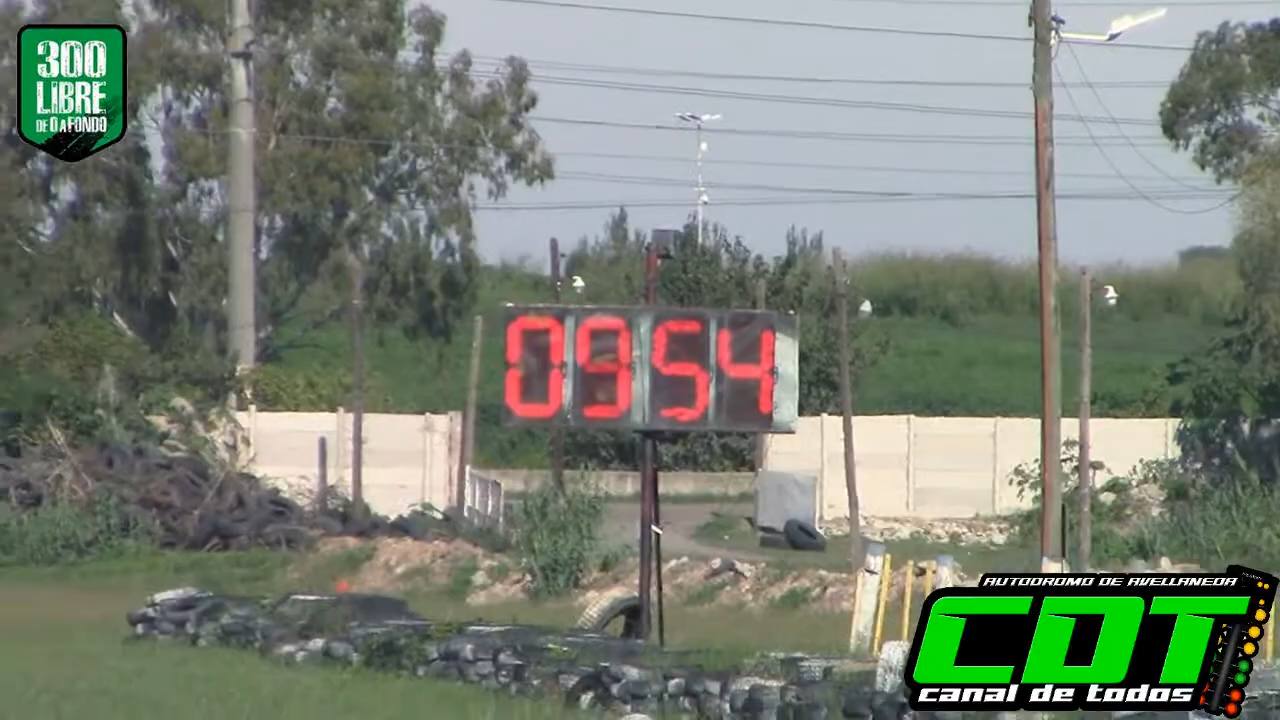 300
LIBRE
DE 0 A FONDO
0954
AUTODROMO DE AVELLANEDA
CDT
canal de todos